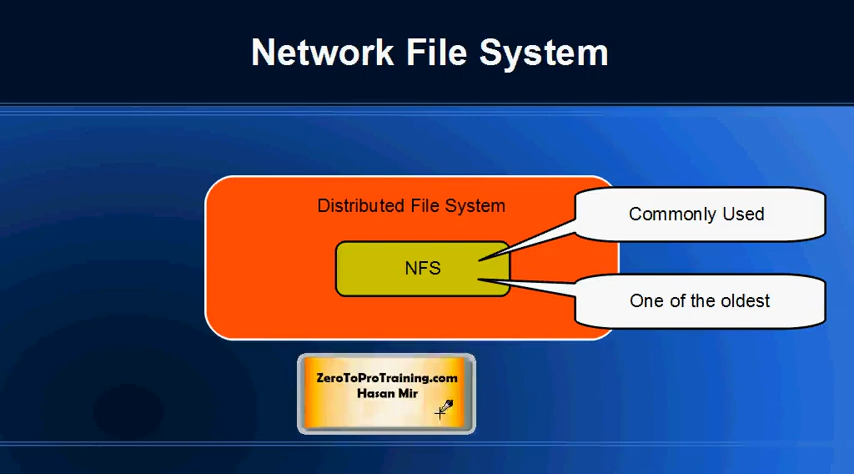 Network File System
Distributed File System
Commonly Used
NFS
One of the oldest
ZeroToProTraining.com
Hasan Mir